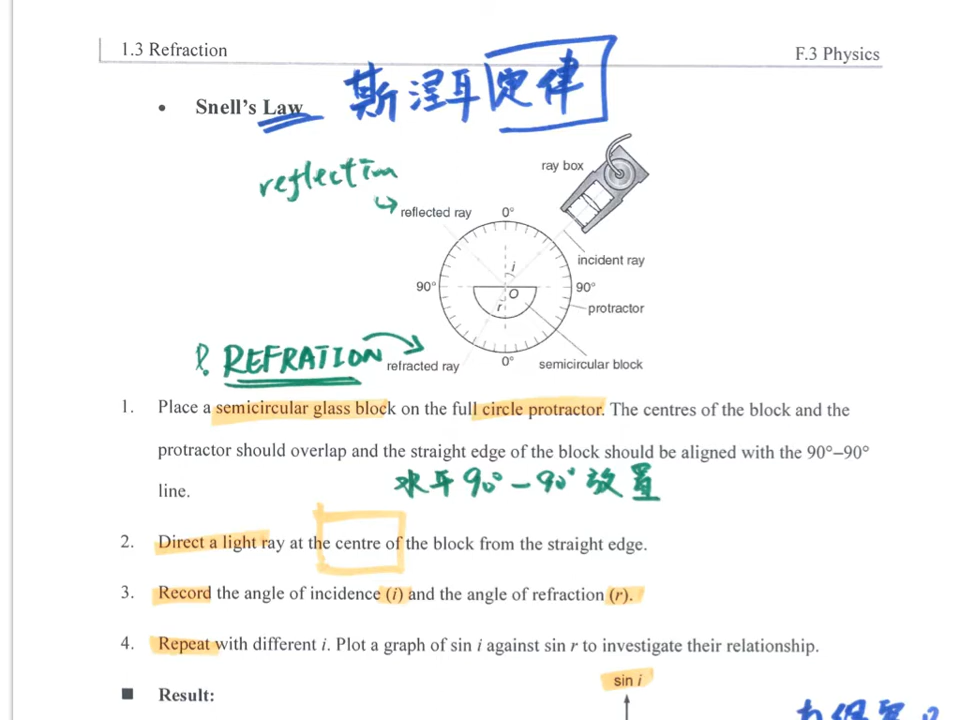 1.3 Refraction
F.3 Physics
• Snell's Law 斯涅耳定律
ray box
reflection
reflected ray
0°
incident ray
i
90°
O
90°
r
protractor
REFRATION
refracted ray
0°
semicircular block
1. Place a semicircular glass block on the full circle protractor. The centres of the block and the
protractor should overlap and the straight edge of the block should be aligned with the 90°–90°
line.
水平 90° – 90° 放置
2. Direct a light ray at the centre of the block from the straight edge.
3. Record the angle of incidence (i) and the angle of refraction (r).
4. Repeat with different i. Plot a graph of sin i against sin r to investigate their relationship.
■ Result:
sin i